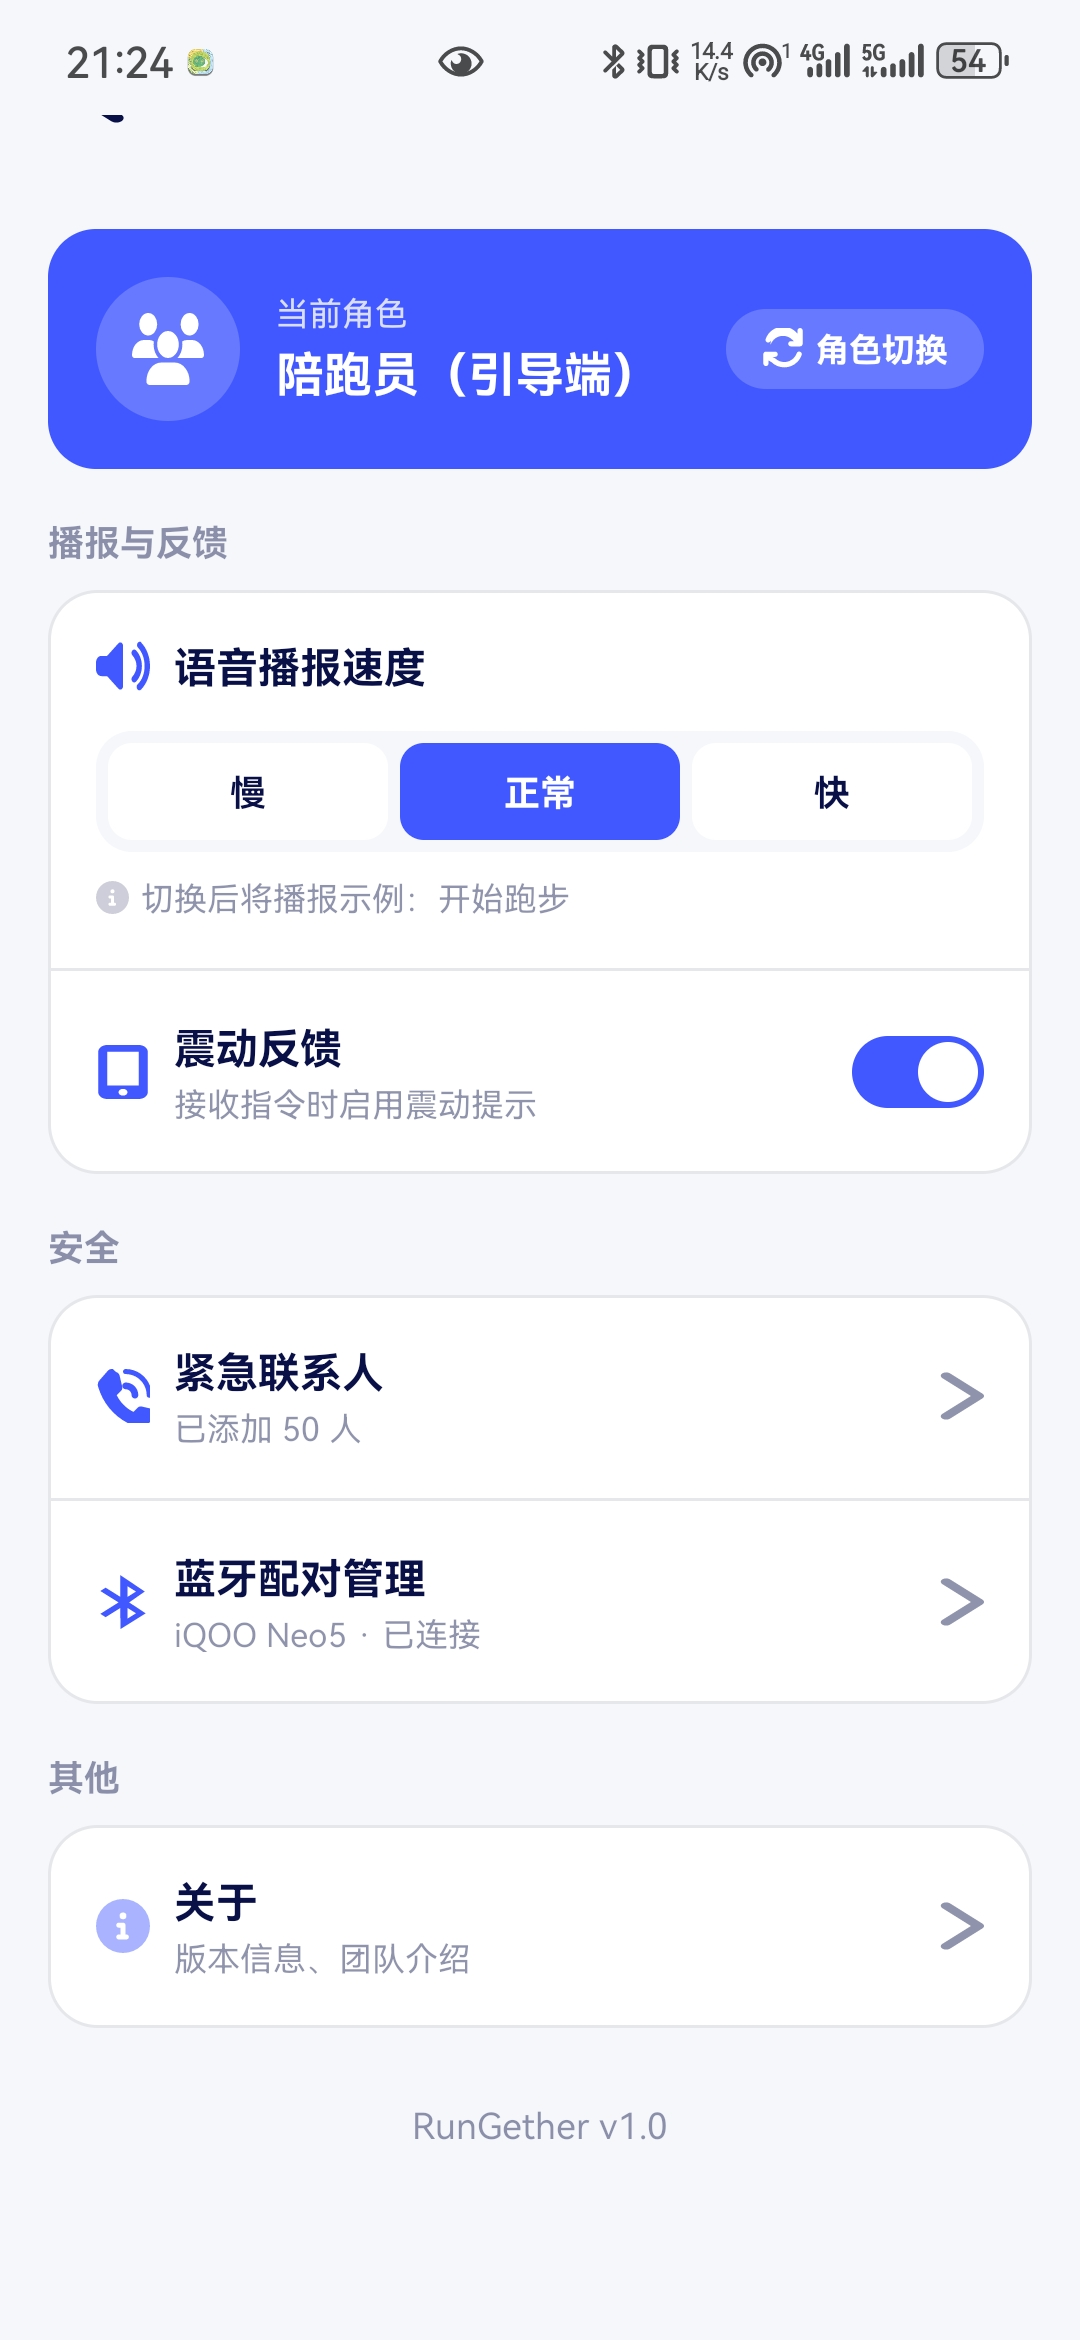 21:24
14.4
K/s
1
4G
5G
54
当前角色
陪跑员（引导端）
角色切换
播报与反馈
语音播报速度
慢
正常
快
切换后将播报示例： 开始跑步
震动反馈
接收指令时启用震动提示
安全
紧急联系人
已添加 50 人
蓝牙配对管理
iQOO Neo5 · 已连接
其他
关于
版本信息、团队介绍
RunGether v1.0